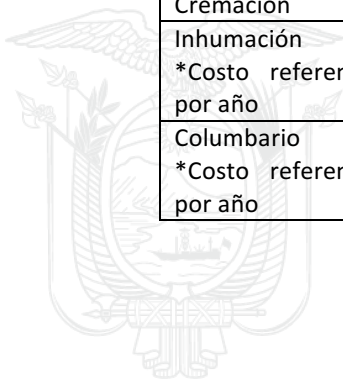 Cremación
Inhumación
*Costo referen
por año
Columbario
*Costo referen
por año